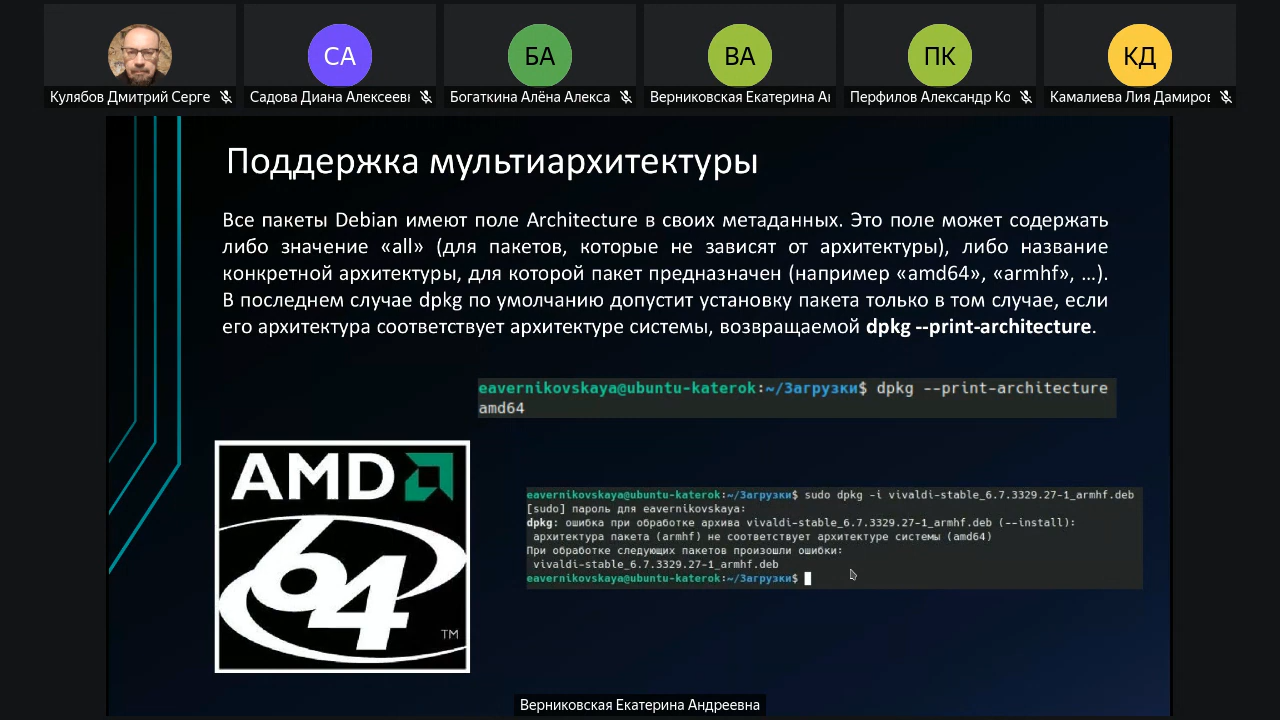 СА
БА
ВА
ПК
КД
Кулябов Дмитрий Серге
Садова Диана Алексеевн
Богаткина Алёна Алекса
Верниковская Екатерина Ан
Перфилов Александр Ко
Камалиева Лия Дамиров
Поддержка мультиархитектуры
Все пакеты Debian имеют поле Architecture в своих метаданных. Это поле может содержать
либо значение «all» (для пакетов, которые не зависят от архитектуры), либо название
конкретной архитектуры, для которой пакет предназначен (например «amd64», «armhf», …).
В последнем случае dpkg по умолчанию допустит установку пакета только в том случае, если
его архитектура соответствует архитектуре системы, возвращаемой dpkg --print-architecture.
eavernikovskaya@ubuntu-katerok:~/Загрузки$ dpkg --print-architecture
amd64
AMD
64
TM
eavernikovskaya@ubuntu-katerok:~/Загрузки$ sudo dpkg -i vivaldi-stable_6.7.3329.27-1_armhf.deb
[sudo] пароль для eavernikovskaya:
dpkg: ошибка при обработке архива vivaldi-stable_6.7.3329.27-1_armhf.deb (--install):
архитектура пакета (armhf) не соответствует архитектуре системы (amd64)
При обработке следующих пакетов произошли ошибки:
vivaldi-stable_6.7.3329.27-1_armhf.deb
eavernikovskaya@ubuntu-katerok:~/Загрузки$
Верниковская Екатерина Андреевна